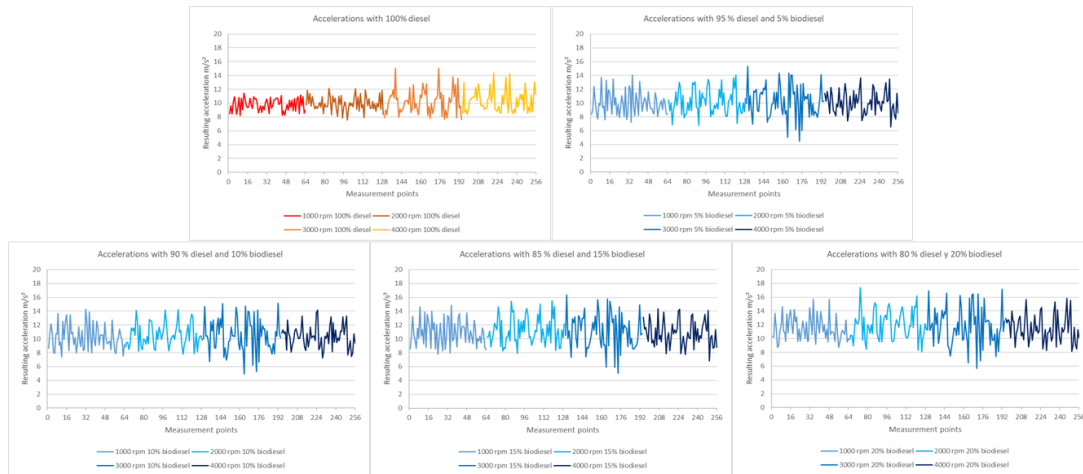 Accelerations with 100% diesel
Resulting acceleration m/s²
20
18
16
14
12
10
8
6
4
2
0
0 16 32 48 64 80 96 112 128 144 160 176 192 208 224 240 256
Measurement points
1000 rpm 100% diesel 2000 rpm 100% diesel
3000 rpm 100% diesel 4000 rpm 100% diesel
Accelerations with 95 % diesel and 5% biodiesel
Resulting acceleration m/s²
20
18
16
14
12
10
8
6
4
2
0
0 16 32 48 64 80 96 112 128 144 160 176 192 208 224 240 256
Measurement points
1000 rpm 5% biodiesel 2000 rpm 5% biodiesel
3000 rpm 5% biodiesel 4000 rpm 5% biodiesel
Accelerations with 90 % diesel and 10% biodiesel
Resulting acceleration m/s²
20
18
16
14
12
10
8
6
4
2
0
0 16 32 48 64 80 96 112 128 144 160 176 192 208 224 240 256
Measurement points
1000 rpm 10% biodiesel 2000 rpm 10% biodiesel
3000 rpm 10% biodiesel 4000 rpm 10% biodiesel
Accelerations with 85 % diesel and 15% biodiesel
Resulting acceleration m/s²
20
18
16
14
12
10
8
6
4
2
0
0 16 32 48 64 80 96 112 128 144 160 176 192 208 224 240 256
Measurement points
1000 rpm 15% biodiesel 2000 rpm 15% biodiesel
3000 rpm 15% biodiesel 4000 rpm 15% biodiesel
Accelerations with 80 % diesel y 20% biodiesel
Resulting acceleration m/s²
20
18
16
14
12
10
8
6
4
2
0
0 16 32 48 64 80 96 112 128 144 160 176 192 208 224 240 256
Measurement points
1000 rpm 20% biodiesel 2000 rpm 20% biodiesel
3000 rpm 20% biodiesel 4000 rpm 20% biodiesel